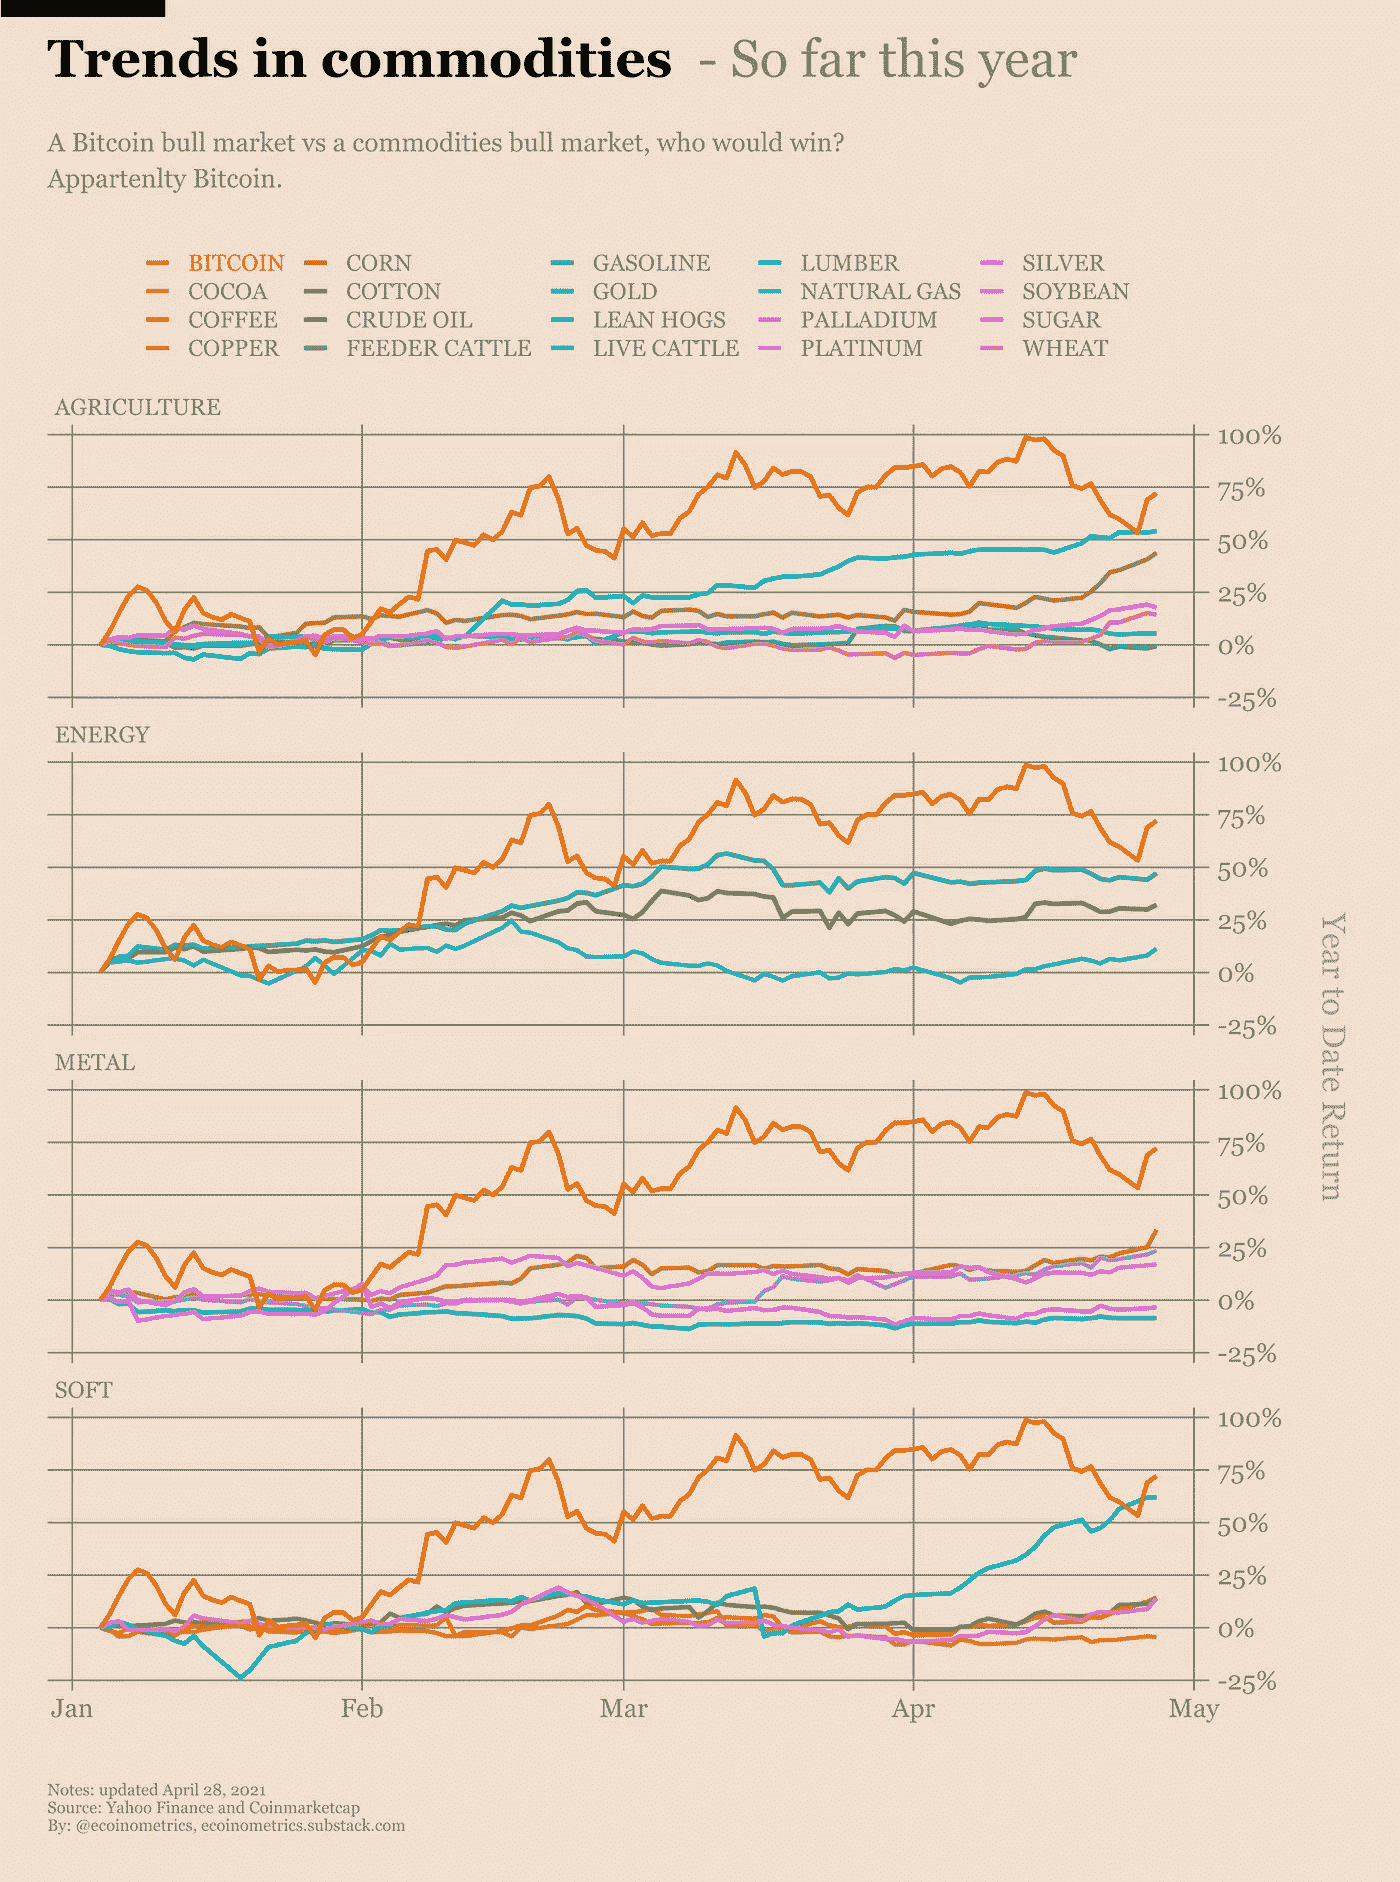 Trends in commodities - So far this year
A Bitcoin bull market vs a commodities bull market, who would win?
Appartenlty Bitcoin.
BITCOIN CORN GASOLINE LUMBER SILVER
COCOA COTTON GOLD NATURAL GAS SOYBEAN
COFFEE CRUDE OIL LEAN HOGS PALLADIUM SUGAR
COPPER FEEDER CATTLE LIVE CATTLE PLATINUM WHEAT
AGRICULTURE
100%
75%
50%
25%
0%
-25%
ENERGY
100%
75%
50%
25%
0%
-25%
METAL
100%
75%
50%
25%
0%
-25%
SOFT
100%
75%
50%
25%
0%
-25%
Year to Date Return
Jan Feb Mar Apr May
Notes: updated April 28, 2021
Source: Yahoo Finance and Coinmarketcap
By: @ecoinometrics, ecoinometrics.substack.com